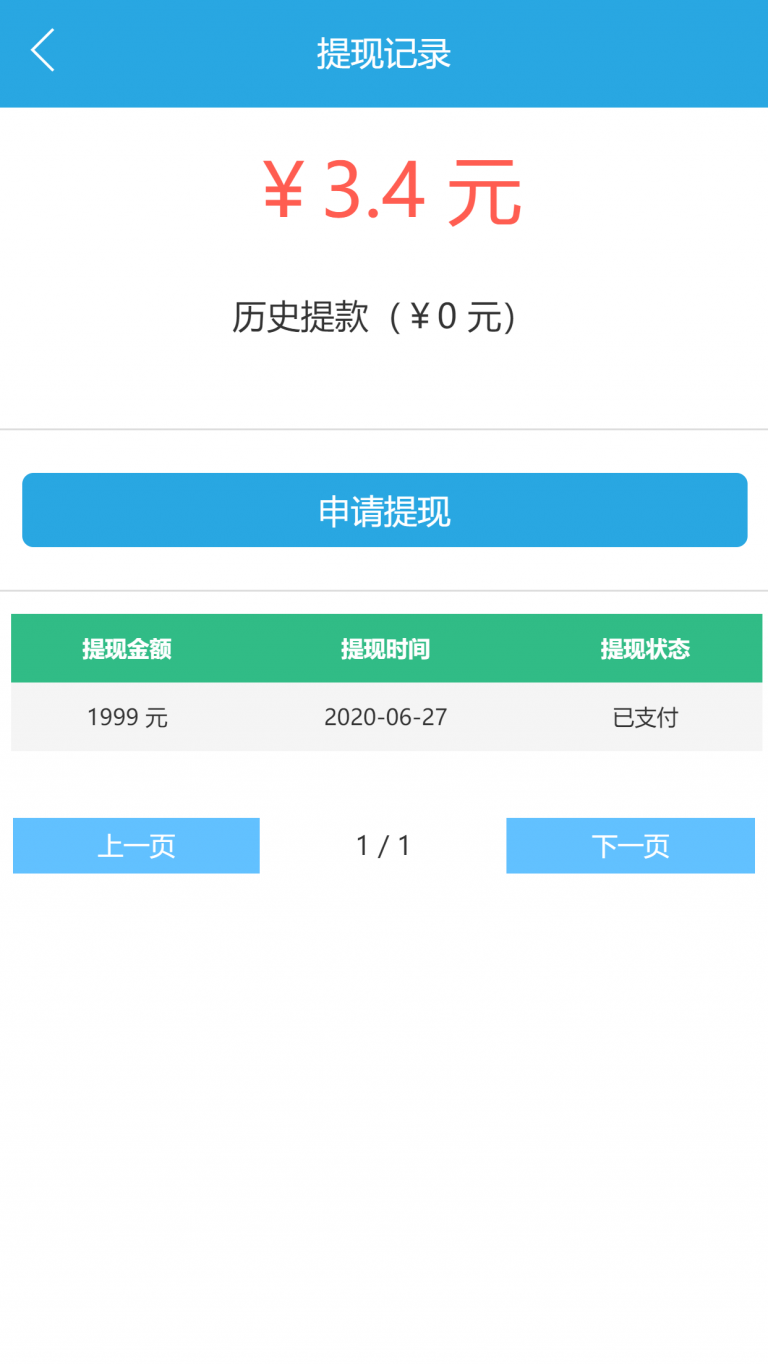 提现记录
¥ 3.4 元
历史提款（¥0 元）
申请提现
提现金额 提现时间 提现状态
1999 元 2020-06-27 已支付
上一页 1 / 1 下一页